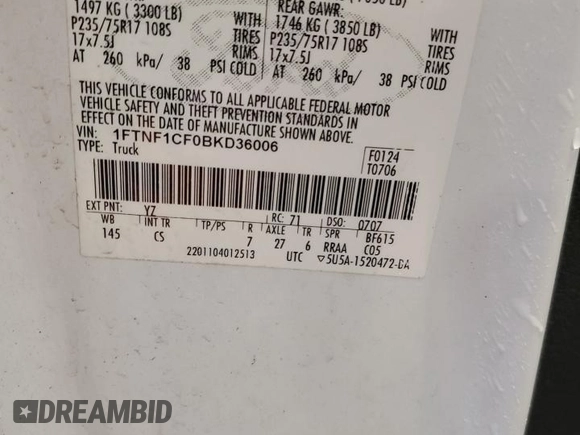 1497 KG ( 3300 LB)
P235/75R17 108S TIRES
17x7.5J RIMS
AT 260 kPa/ 38 PSI COLD
REAR GAWR:
1746 KG ( 3850 LB)
P235/75R17 108S TIRES
17x7.5J RIMS
AT 260 kPa/ 38 PSI COLD
THIS VEHICLE CONFORMS TO ALL APPLICABLE FEDERAL MOTOR
VEHICLE SAFETY AND THEFT PREVENTION STANDARDS IN
EFFECT ON THE DATE OF MANUFACTURE SHOWN ABOVE.
VIN: 1FTNF1CF0BKD36006
TYPE: Truck
F0124
T0706
EXT PNT: YZ RC: 71 DSO: 0707
WB INT TR TP/PS R AXLE TR SPR BF615
145 CS 7 27 6 RRAA C05
2201104012513 UTC ▽5U5A-1520472-DA
DREAMBID